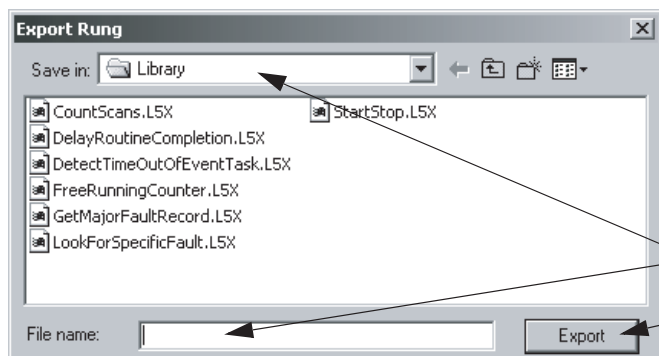 Export Rung
Save in: Library
CountScans.L5X
DelayRoutineCompletion.L5X
DetectTimeOutOfEventTask.L5X
FreeRunningCounter.L5X
GetMajorFaultRecord.L5X
LookForSpecificFault.L5X
StartStop.L5X
File name:
Export